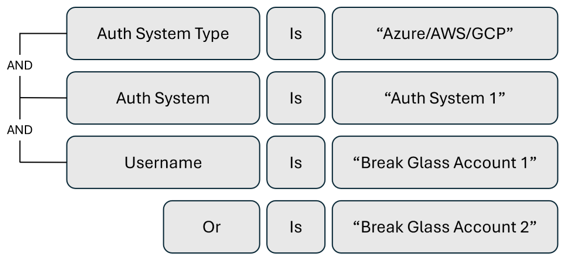 Auth System Type Is “Azure/AWS/GCP”
AND
Auth System Is “Auth System 1”
AND
Username Is “Break Glass Account 1”
Or Is “Break Glass Account 2”